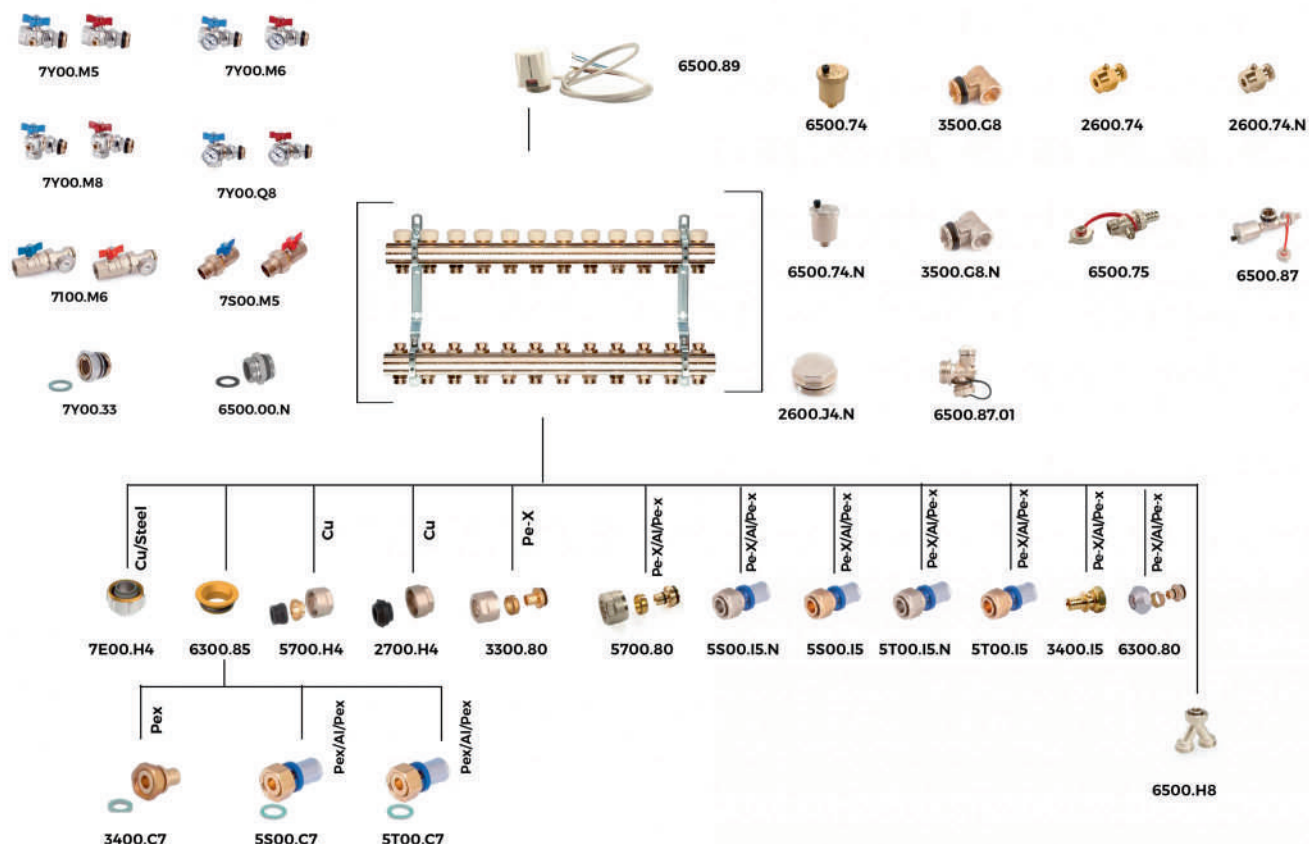 7Y00.M5
7Y00.M6
6500.89
6500.74
3500.G8
2600.74
2600.74.N
7Y00.M8
7Y00.Q8
6500.74.N
3500.G8.N
6500.75
6500.87
7100.M6
7S00.M5
7Y00.33
6500.00.N
2600.J4.N
6500.87.01
Cu/Steel
Cu
Cu
Pe-X
Pe-X/Al/Pe-x
Pe-X/Al/Pe-x
Pe-X/Al/Pe-x
Pe-X/Al/Pe-x
Pe-X/Al/Pe-x
Pe-X/Al/Pe-x
Pe-X/Al/Pe-x
7E00.H4
6300.85
5700.H4
2700.H4
3300.80
5700.80
5S00.I5.N
5S00.I5
5T00.I5.N
5T00.I5
3400.I5
6300.80
Pex
Pex/Al/Pex
Pex/Al/Pex
6500.H8
3400.C7
5S00.C7
5T00.C7